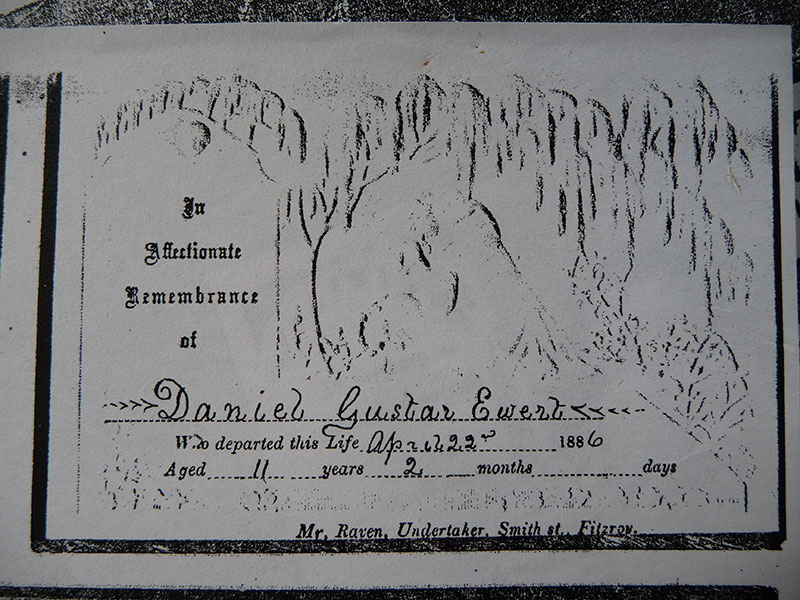 In
Affectionate
Remembrance
of
Daniel Gustav Ewert
Who departed this Life April 22nd 1886
Aged 11 years 2 months days
Mr. Raven, Undertaker, Smith st., Fitzroy.